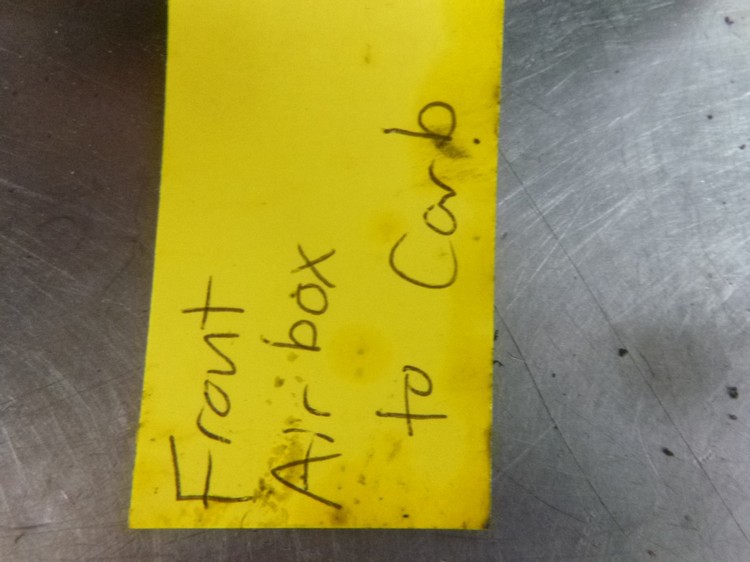 Front
Air box
to Carb